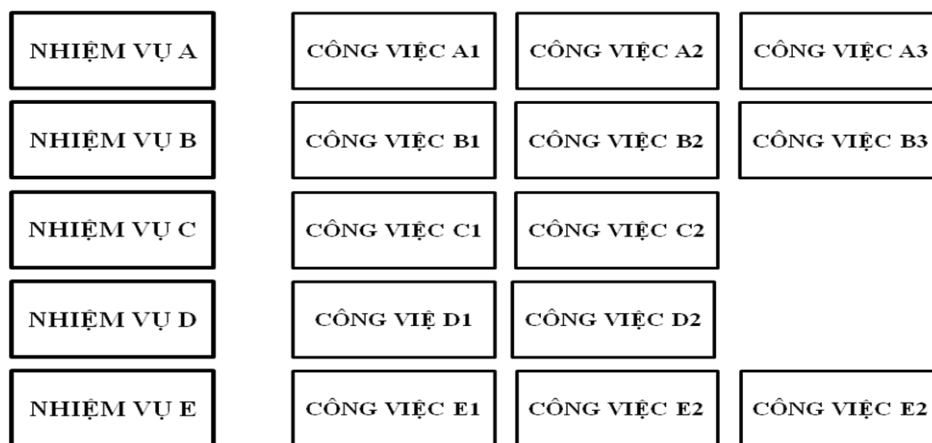 NHIỆM VỤ A CÔNG VIỆC A1 CÔNG VIỆC A2 CÔNG VIỆC A3
NHIỆM VỤ B CÔNG VIỆC B1 CÔNG VIỆC B2 CÔNG VIỆC B3
NHIỆM VỤ C CÔNG VIỆC C1 CÔNG VIỆC C2
NHIỆM VỤ D CÔNG VIỆ D1 CÔNG VIỆC D2
NHIỆM VỤ E CÔNG VIỆC E1 CÔNG VIỆC E2 CÔNG VIỆC E2